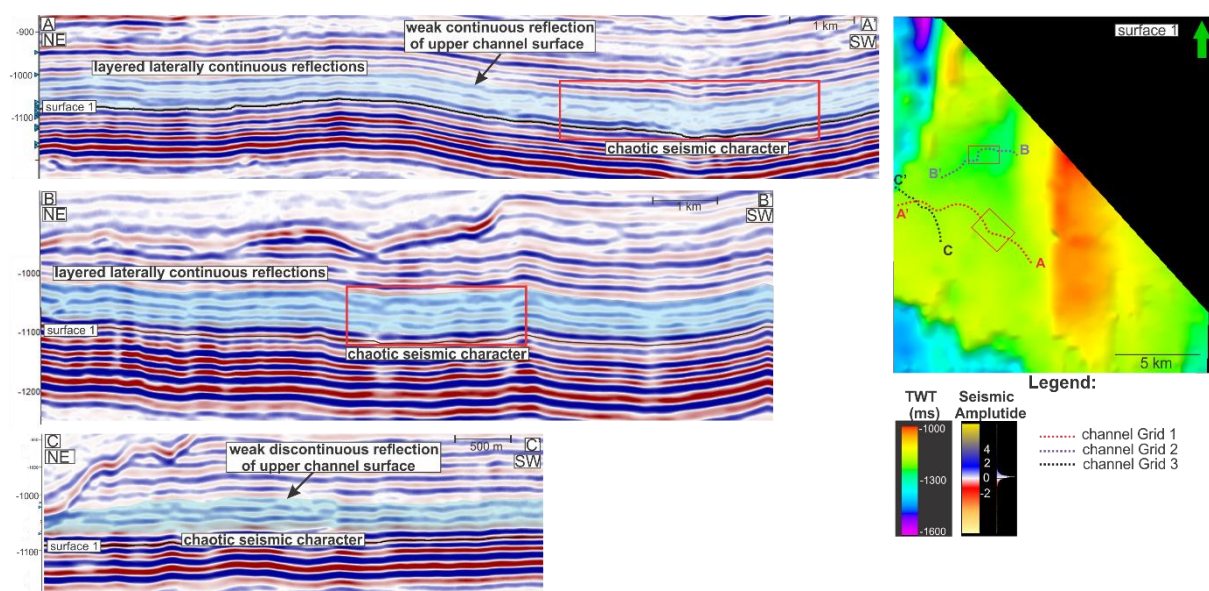 A
A'
NE
SW
1 km
-900
-1000
-1100
weak continuous reflection
of upper channel surface
layered laterally continuous reflections
surface 1
chaotic seismic character
B
B'
NE
SW
1 km
-1000
-1100
-1200
layered laterally continuous reflections
surface 1
chaotic seismic character
C
C'
NE
SW
500 m
-1000
-1100
weak discontinuous reflection
of upper channel surface
chaotic seismic character
surface 1
surface 1
B
B'
C'
A'
C
A
5 km
Legend:
TWT
(ms)
Seismic
Amplutide
-1000
-1300
-1600
4
2
0
-2
channel Grid 1
channel Grid 2
channel Grid 3